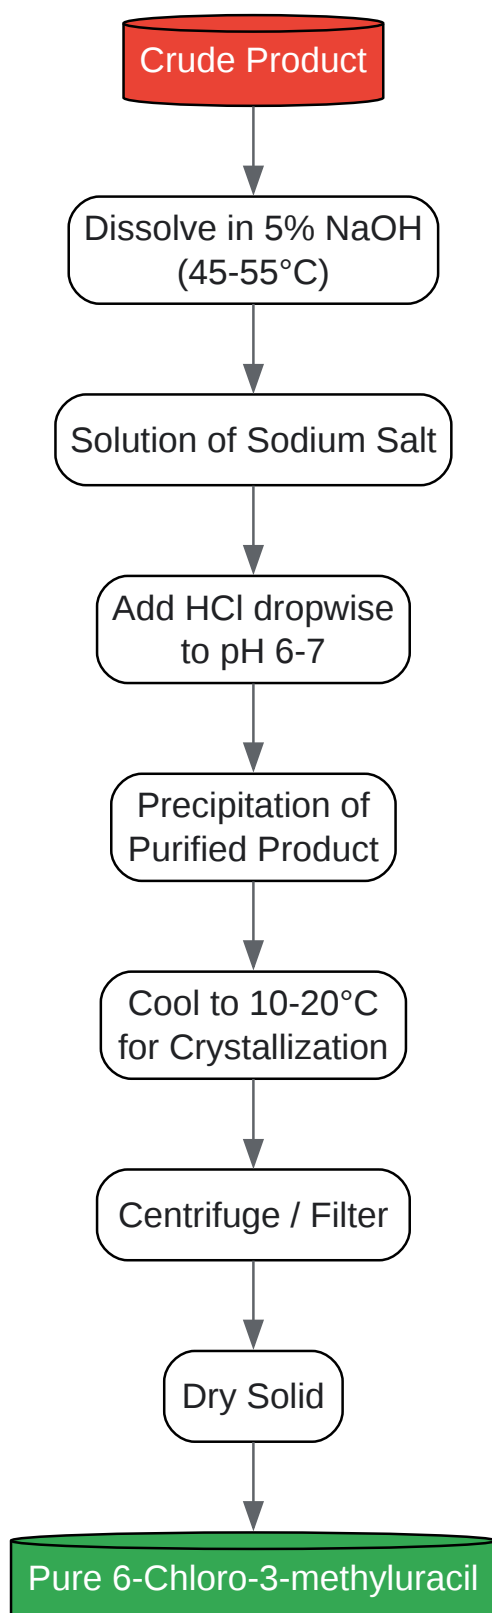 Crude Product
Dissolve in 5% NaOH
(45-55°C)
Solution of Sodium Salt
Add HCl dropwise
to pH 6-7
Precipitation of
Purified Product
Cool to 10-20°C
for Crystallization
Centrifuge / Filter
Dry Solid
Pure 6-Chloro-3-methyluracil